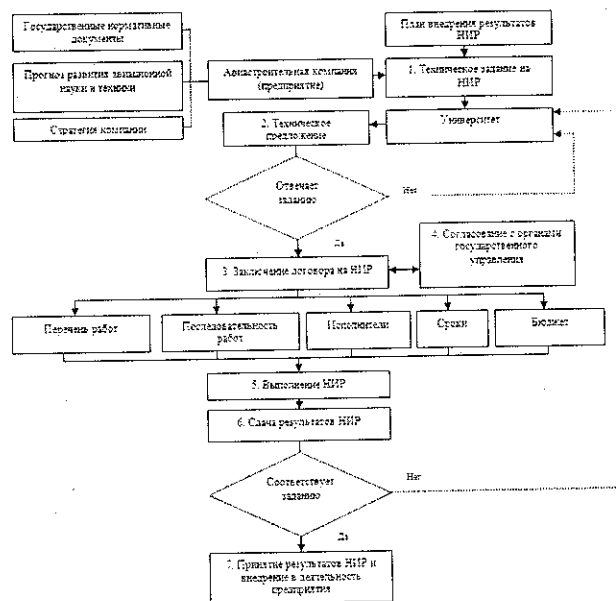 Государственные нормативные
документы
План внедрения результатов
НИР
Прогноз развития авиационной
науки и техники
Авиастроительная компания
(предприятие)
1. Техническое задание на
НИР
Стратегия компании
2. Техническое
предложение
Университет
Отвечает
заданию
Нет
Да
4. Согласование с органами
государственного
управления
3. Заключение договора на НИР
Перечень работ
Последовательность
работ
Исполнители
Сроки
Бюджет
5. Выполнение НИР
6. Сдача результатов НИР
Соответствует
заданию
Нет
Да
7. Принятие результатов НИР и
внедрение в деятельность
предприятия